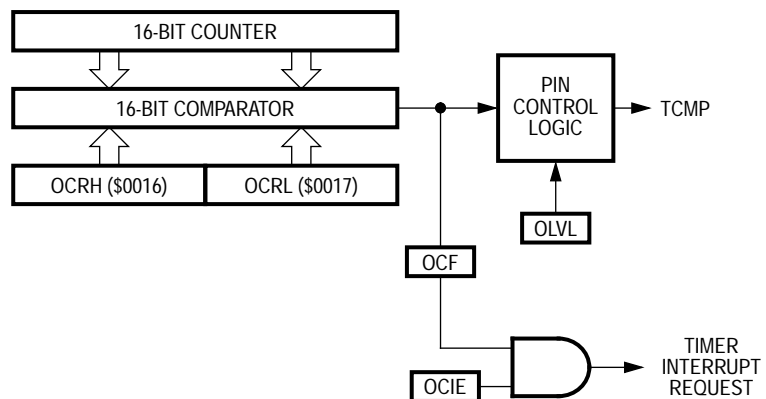 16-BIT COUNTER
16-BIT COMPARATOR
OCRH ($0016)
OCRL ($0017)
PIN
CONTROL
LOGIC
TCMP
OLVL
OCF
OCIE
TIMER
INTERRUPT
REQUEST